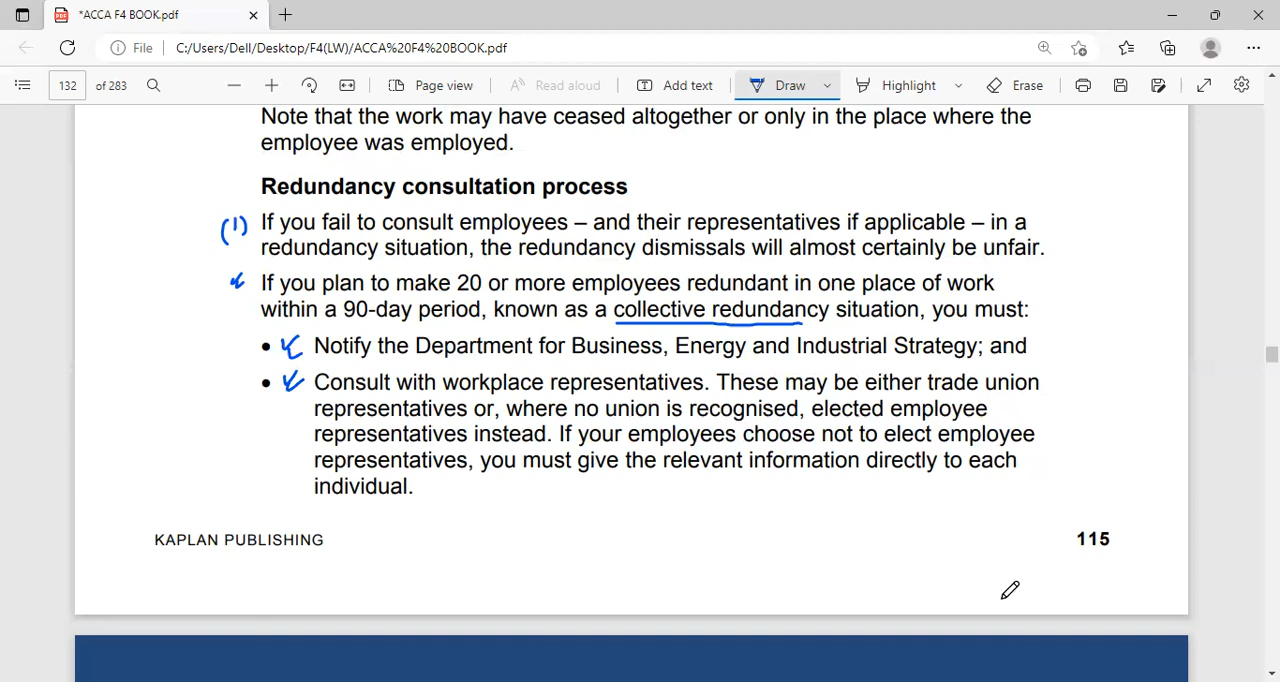 *ACCA F4 BOOK.pdf
File C:/Users/Dell/Desktop/F4(LW)/ACCA%20F4%20BOOK.pdf
132 of 283 Page view Read aloud Add text Draw Highlight Erase
Note that the work may have ceased altogether or only in the place where the
employee was employed.
Redundancy consultation process
(1) If you fail to consult employees – and their representatives if applicable – in a
redundancy situation, the redundancy dismissals will almost certainly be unfair.
If you plan to make 20 or more employees redundant in one place of work
within a 90-day period, known as a collective redundancy situation, you must:
• Notify the Department for Business, Energy and Industrial Strategy; and
• Consult with workplace representatives. These may be either trade union
representatives or, where no union is recognised, elected employee
representatives instead. If your employees choose not to elect employee
representatives, you must give the relevant information directly to each
individual.
KAPLAN PUBLISHING 115